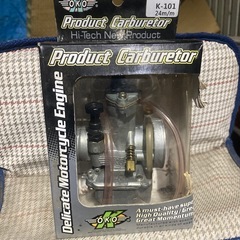 OKO
K-101
24m/m
Product Carburetor
Hi-Tech New Product
Product Carburetor
Delicate Motorcycle Engine
OKO
A must-have
High Quality
Great Momentum